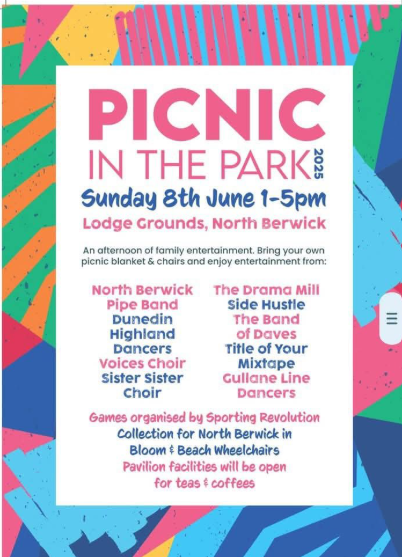 PICNIC
IN THE PARK 2025
Sunday 8th June 1-5pm
Lodge Grounds, North Berwick
An afternoon of family entertainment. Bring your own
picnic blanket & chairs and enjoy entertainment from:
North Berwick
Pipe Band
Dunedin
Highland
Dancers
Voices Choir
Sister Sister
Choir
The Drama Mill
Side Hustle
The Band
of Daves
Title of Your
Mixtape
Gullane Line
Dancers
Games organised by Sporting Revolution
Collection for North Berwick in
Bloom & Beach Wheelchairs
Pavilion facilities will be open
for teas & coffees